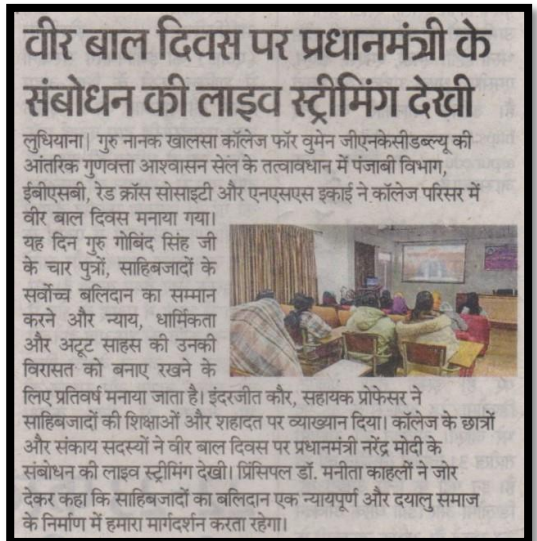 वीर बाल दिवस पर प्रधानमंत्री के
संबोधन की लाइव स्ट्रीमिंग देखी
लुधियाना| गुरु नानक खालसा कॉलेज फॉर वुमेन जीएनकेसीडब्ल्यू की
आंतरिक गुणवत्ता आश्वासन सेल के तत्वावधान में पंजाबी विभाग,
ईबीएसबी, रेड क्रॉस सोसाइटी और एनएसएस इकाई ने कॉलेज परिसर में
वीर बाल दिवस मनाया गया।
यह दिन गुरु गोबिंद सिंह जी
के चार पुत्रों, साहिबजादों के
सर्वोच्च बलिदान का सम्मान
करने और न्याय, धार्मिकता
और अटूट साहस की उनकी
विरासत को बनाए रखने के
लिए प्रतिवर्ष मनाया जाता है। इंदरजीत कौर, सहायक प्रोफेसर ने
साहिबजादों की शिक्षाओं और शहादत पर व्याख्यान दिया। कॉलेज के छात्रों
और संकाय सदस्यों ने वीर बाल दिवस पर प्रधानमंत्री नरेंद्र मोदी के
संबोधन की लाइव स्ट्रीमिंग देखी। प्रिंसिपल डॉ. मनीता काहलों ने जोर
देकर कहा कि साहिबजादों का बलिदान एक न्यायपूर्ण और दयालु समाज
के निर्माण में हमारा मार्गदर्शन करता रहेगा।